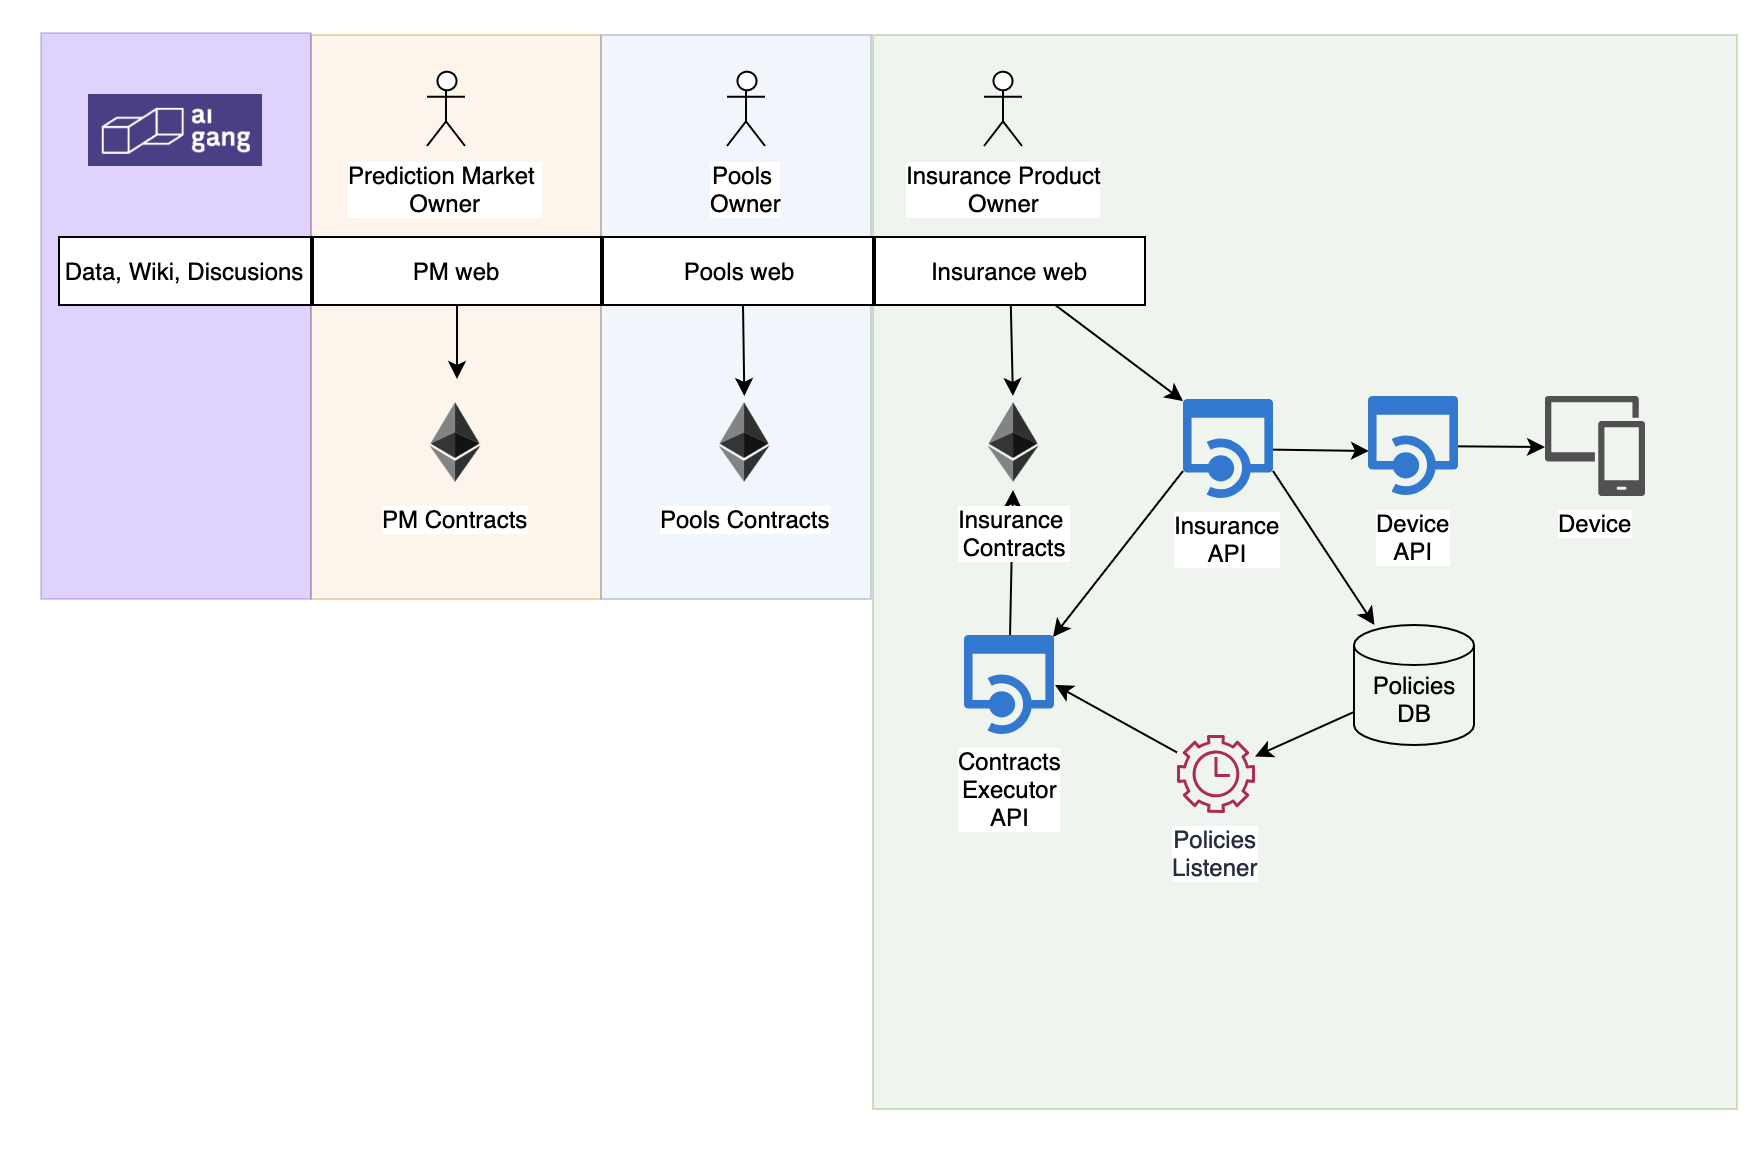 aı
gang
Prediction Market
Owner
Pools
Owner
Insurance Product
Owner
Data, Wiki, Discusions
PM web
Pools web
Insurance web
PM Contracts
Pools Contracts
Insurance
Contracts
Insurance
API
Device
API
Device
Policies
DB
Contracts
Executor
API
Policies
Listener